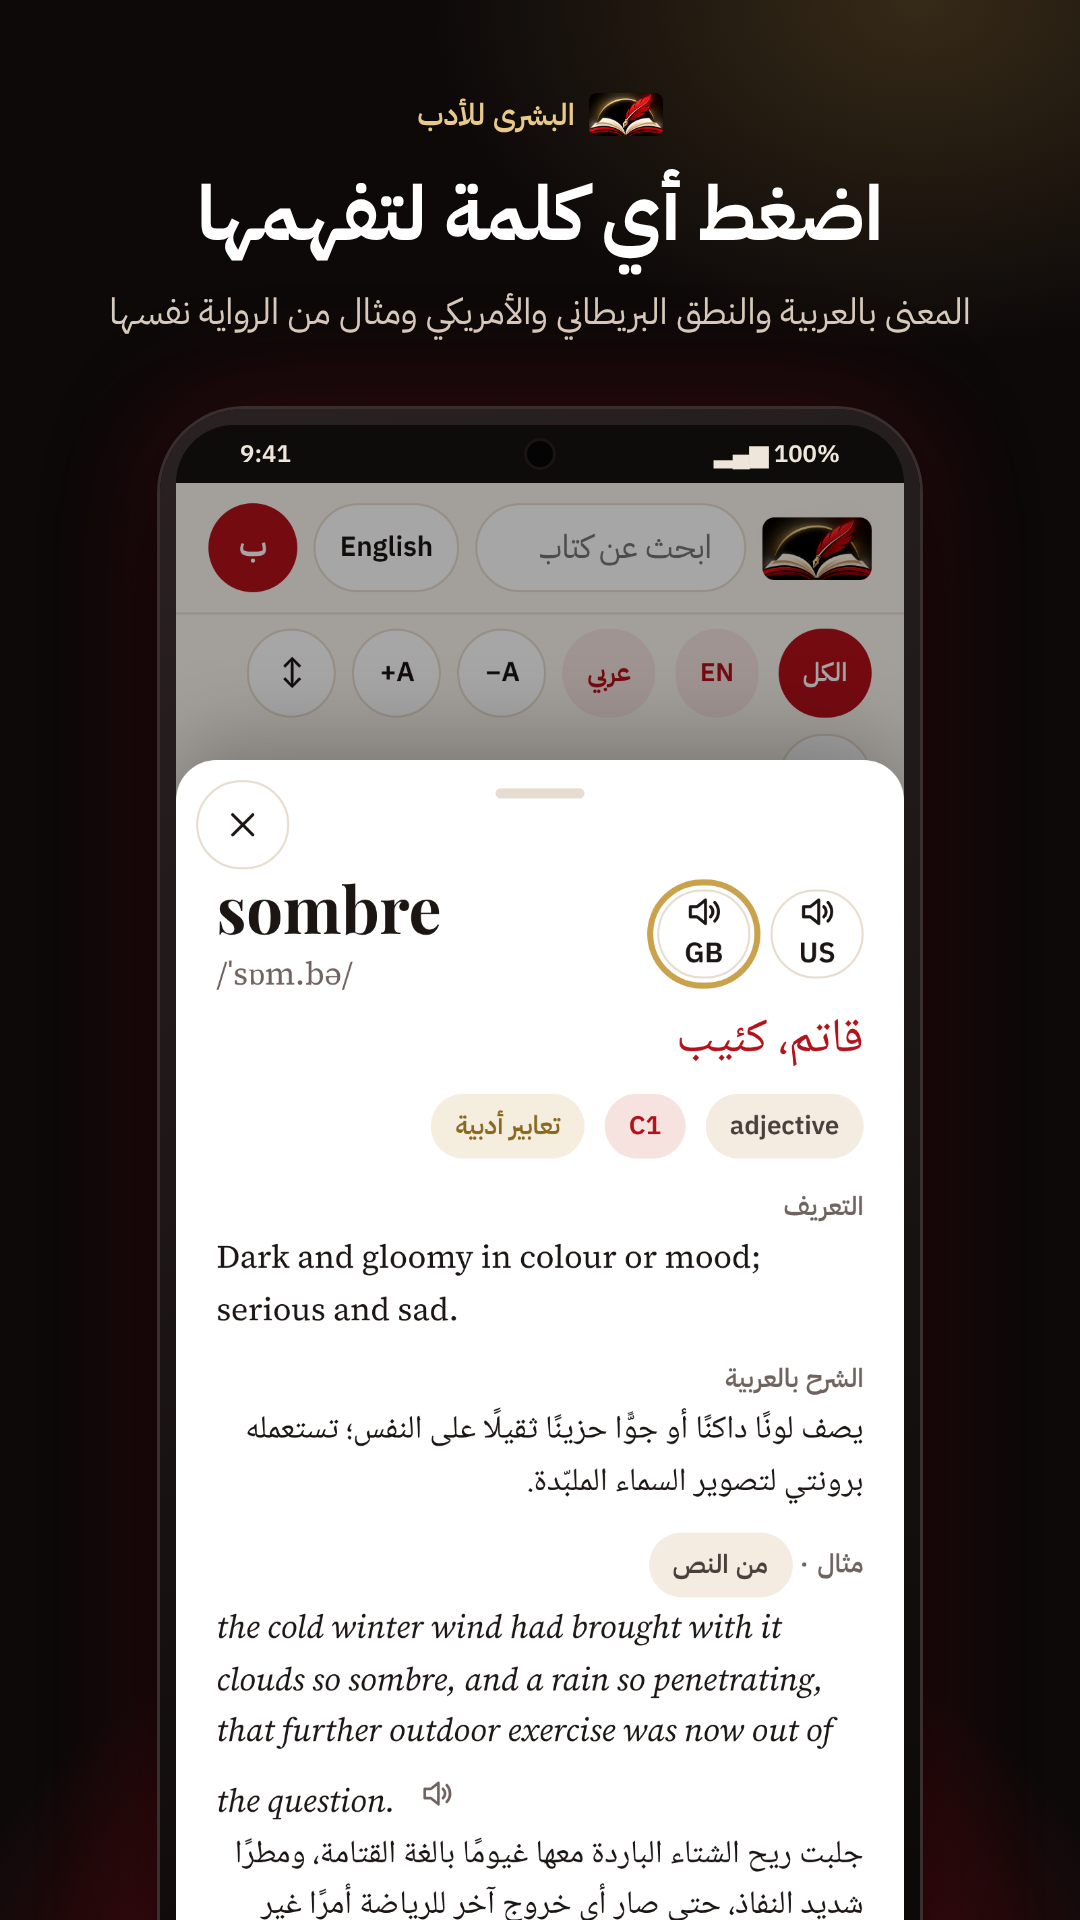 البشرى للأدب
اضغط أي كلمة لتفهمها
المعنى بالعربية والنطق البريطاني والأمريكي ومثال من الرواية نفسها
9:41
100%
ابحث عن كتاب
English
ب
الكل
EN
عربي
A−
A+
sombre
GB
US
/ˈsɒm.bə/
قاتم، كئيب
adjective
C1
تعابير أدبية
التعريف
Dark and gloomy in colour or mood;
serious and sad.
الشرح بالعربية
يصف لونًا داكنًا أو جوًّا حزينًا ثقيلًا على النفس؛ تستعمله
برونتي لتصوير السماء الملبّدة.
مثال · من النص
the cold winter wind had brought with it
clouds so sombre, and a rain so penetrating,
that further outdoor exercise was now out of
the question.
جلبت ريح الشتاء الباردة معها غيومًا بالغة القتامة، ومطرًا
شديد النفاذ، حتى صار أي خروج آخر للرياضة أمرًا غير